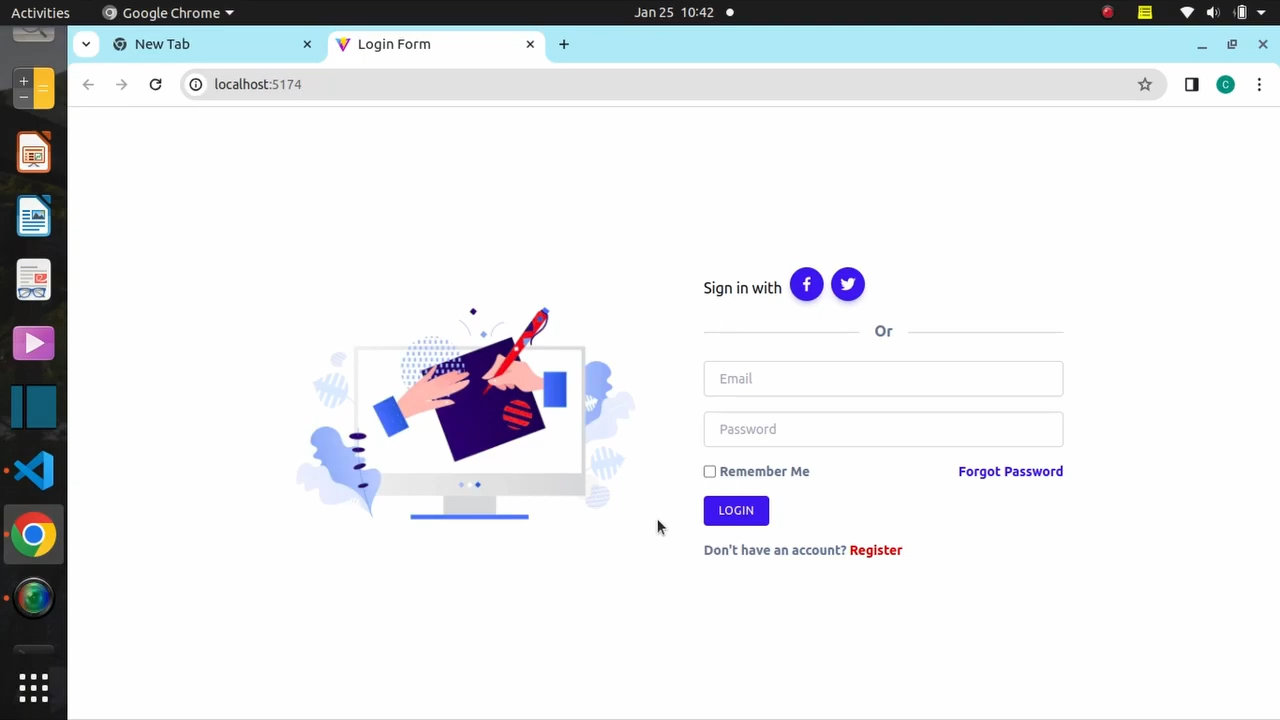 Activities
Google Chrome
Jan 25 10:42
New Tab
Login Form
localhost:5174
C
Sign in with
Or
Email
Password
Remember Me
Forgot Password
LOGIN
Don't have an account? Register